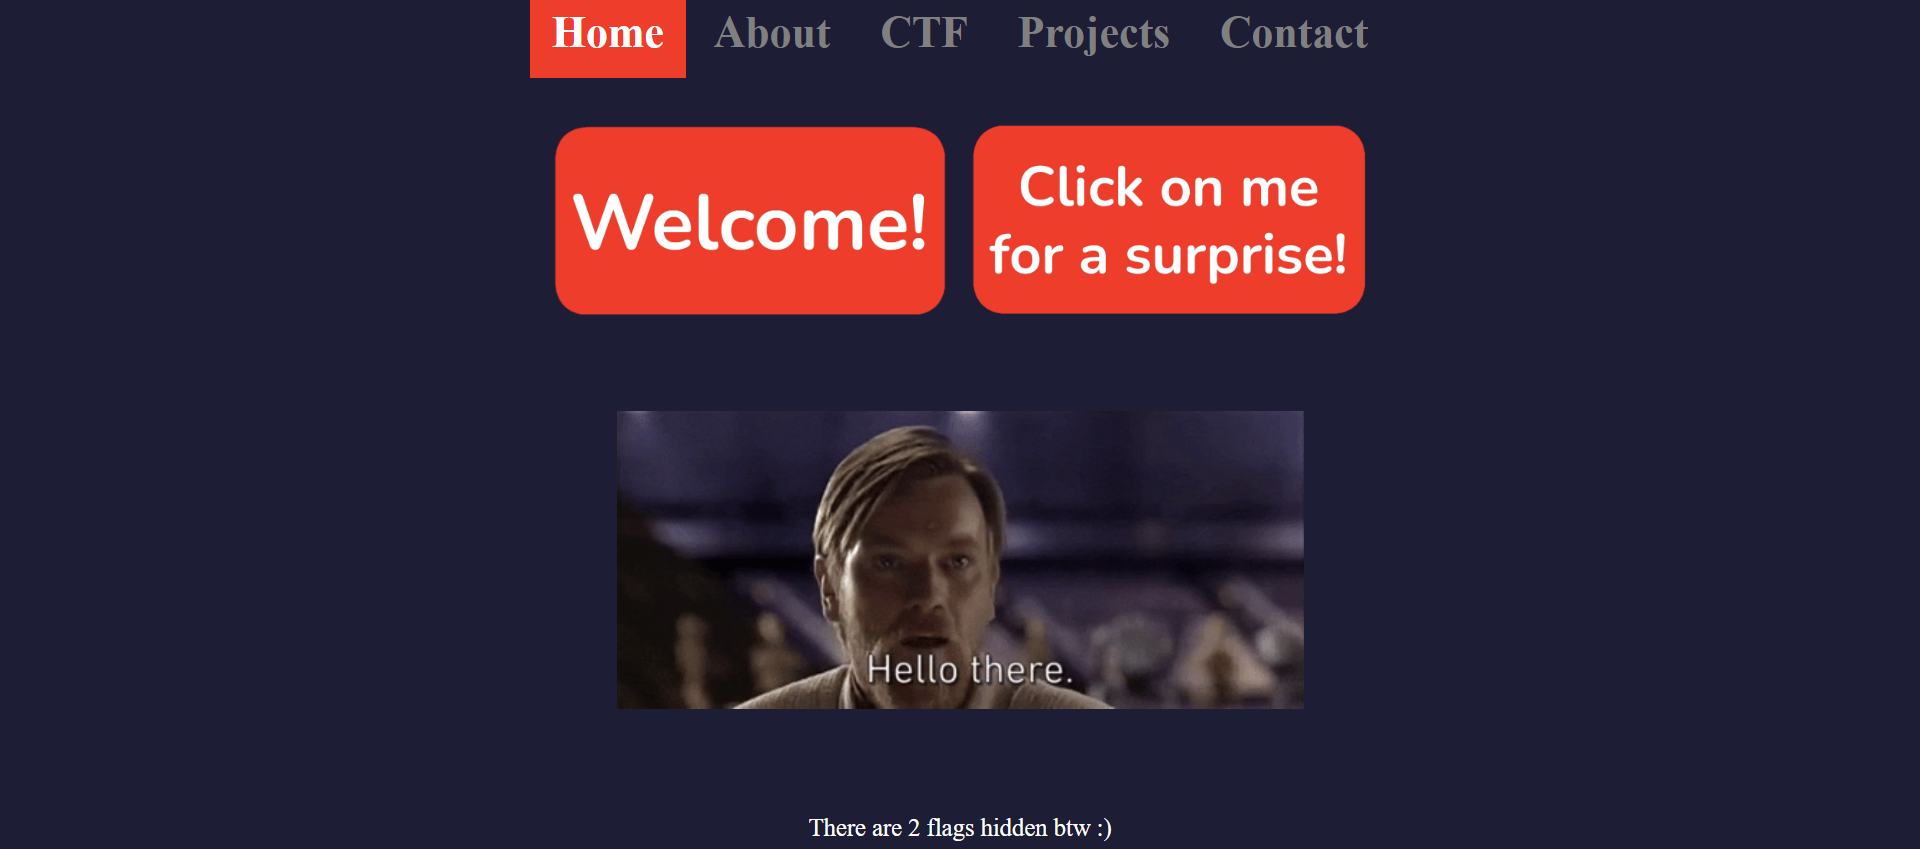 Home About CTF Projects Contact
Welcome!
Click on me
for a surprise!
Hello there.
There are 2 flags hidden btw :)